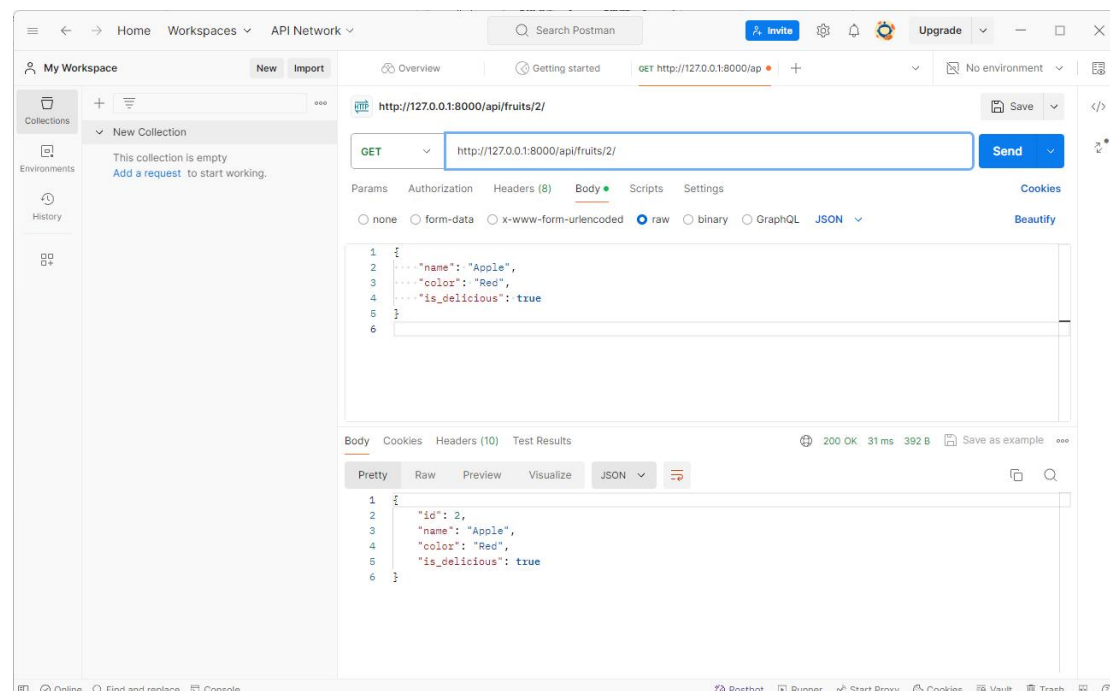 Home Workspaces API Network Search Postman Invite Upgrade
My Workspace New Import Overview Getting started GET http://127.0.0.1:8000/ap No environment
Collections
Environments
History
New Collection
This collection is empty
Add a request to start working.
HTTP http://127.0.0.1:8000/api/fruits/2/ Save
GET http://127.0.0.1:8000/api/fruits/2/ Send
Params Authorization Headers (8) Body Scripts Settings Cookies
none form-data x-www-form-urlencoded raw binary GraphQL JSON Beautify
1 {
2 "name": "Apple",
3 "color": "Red",
4 "is_delicious": true
5 }
6
Body Cookies Headers (10) Test Results 200 OK 31 ms 392 B Save as example
Pretty Raw Preview Visualize JSON
1 {
2 "id": 2,
3 "name": "Apple",
4 "color": "Red",
5 "is_delicious": true
6 }
Online Find and replace Console Postbot Runner Start Proxy Cookies Vault Trash